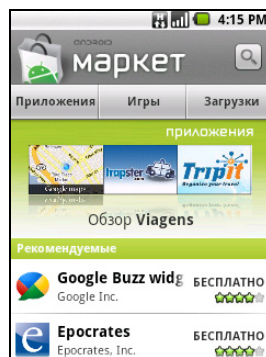 4:15 PM
ANDROID
маркет
Приложения Игры Загрузки
приложения
Google maps
Trapster
TripIt
Organize your travel
Обзор Viagens
Рекомендуемые
Google Buzz widg БЕСПЛАТНО
Google Inc.
Epocrates БЕСПЛАТНО
Epocrates, Inc.